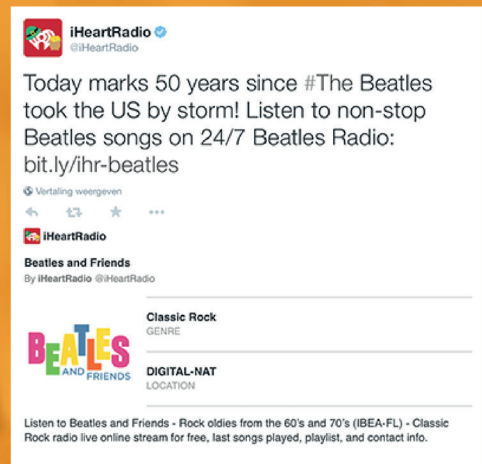 iHeartRadio
@iHeartRadio
Today marks 50 years since #The Beatles
took the US by storm! Listen to non-stop
Beatles songs on 24/7 Beatles Radio:
bit.ly/ihr-beatles
Vertaling weergeven
iHeartRadio
Beatles and Friends
By iHeartRadio @iHeartRadio
Classic Rock
GENRE
BEATLES
AND FRIENDS
DIGITAL-NAT
LOCATION
Listen to Beatles and Friends - Rock oldies from the 60's and 70's (IBEA-FL) - Classic
Rock radio live online stream for free, last songs played, playlist, and contact info.